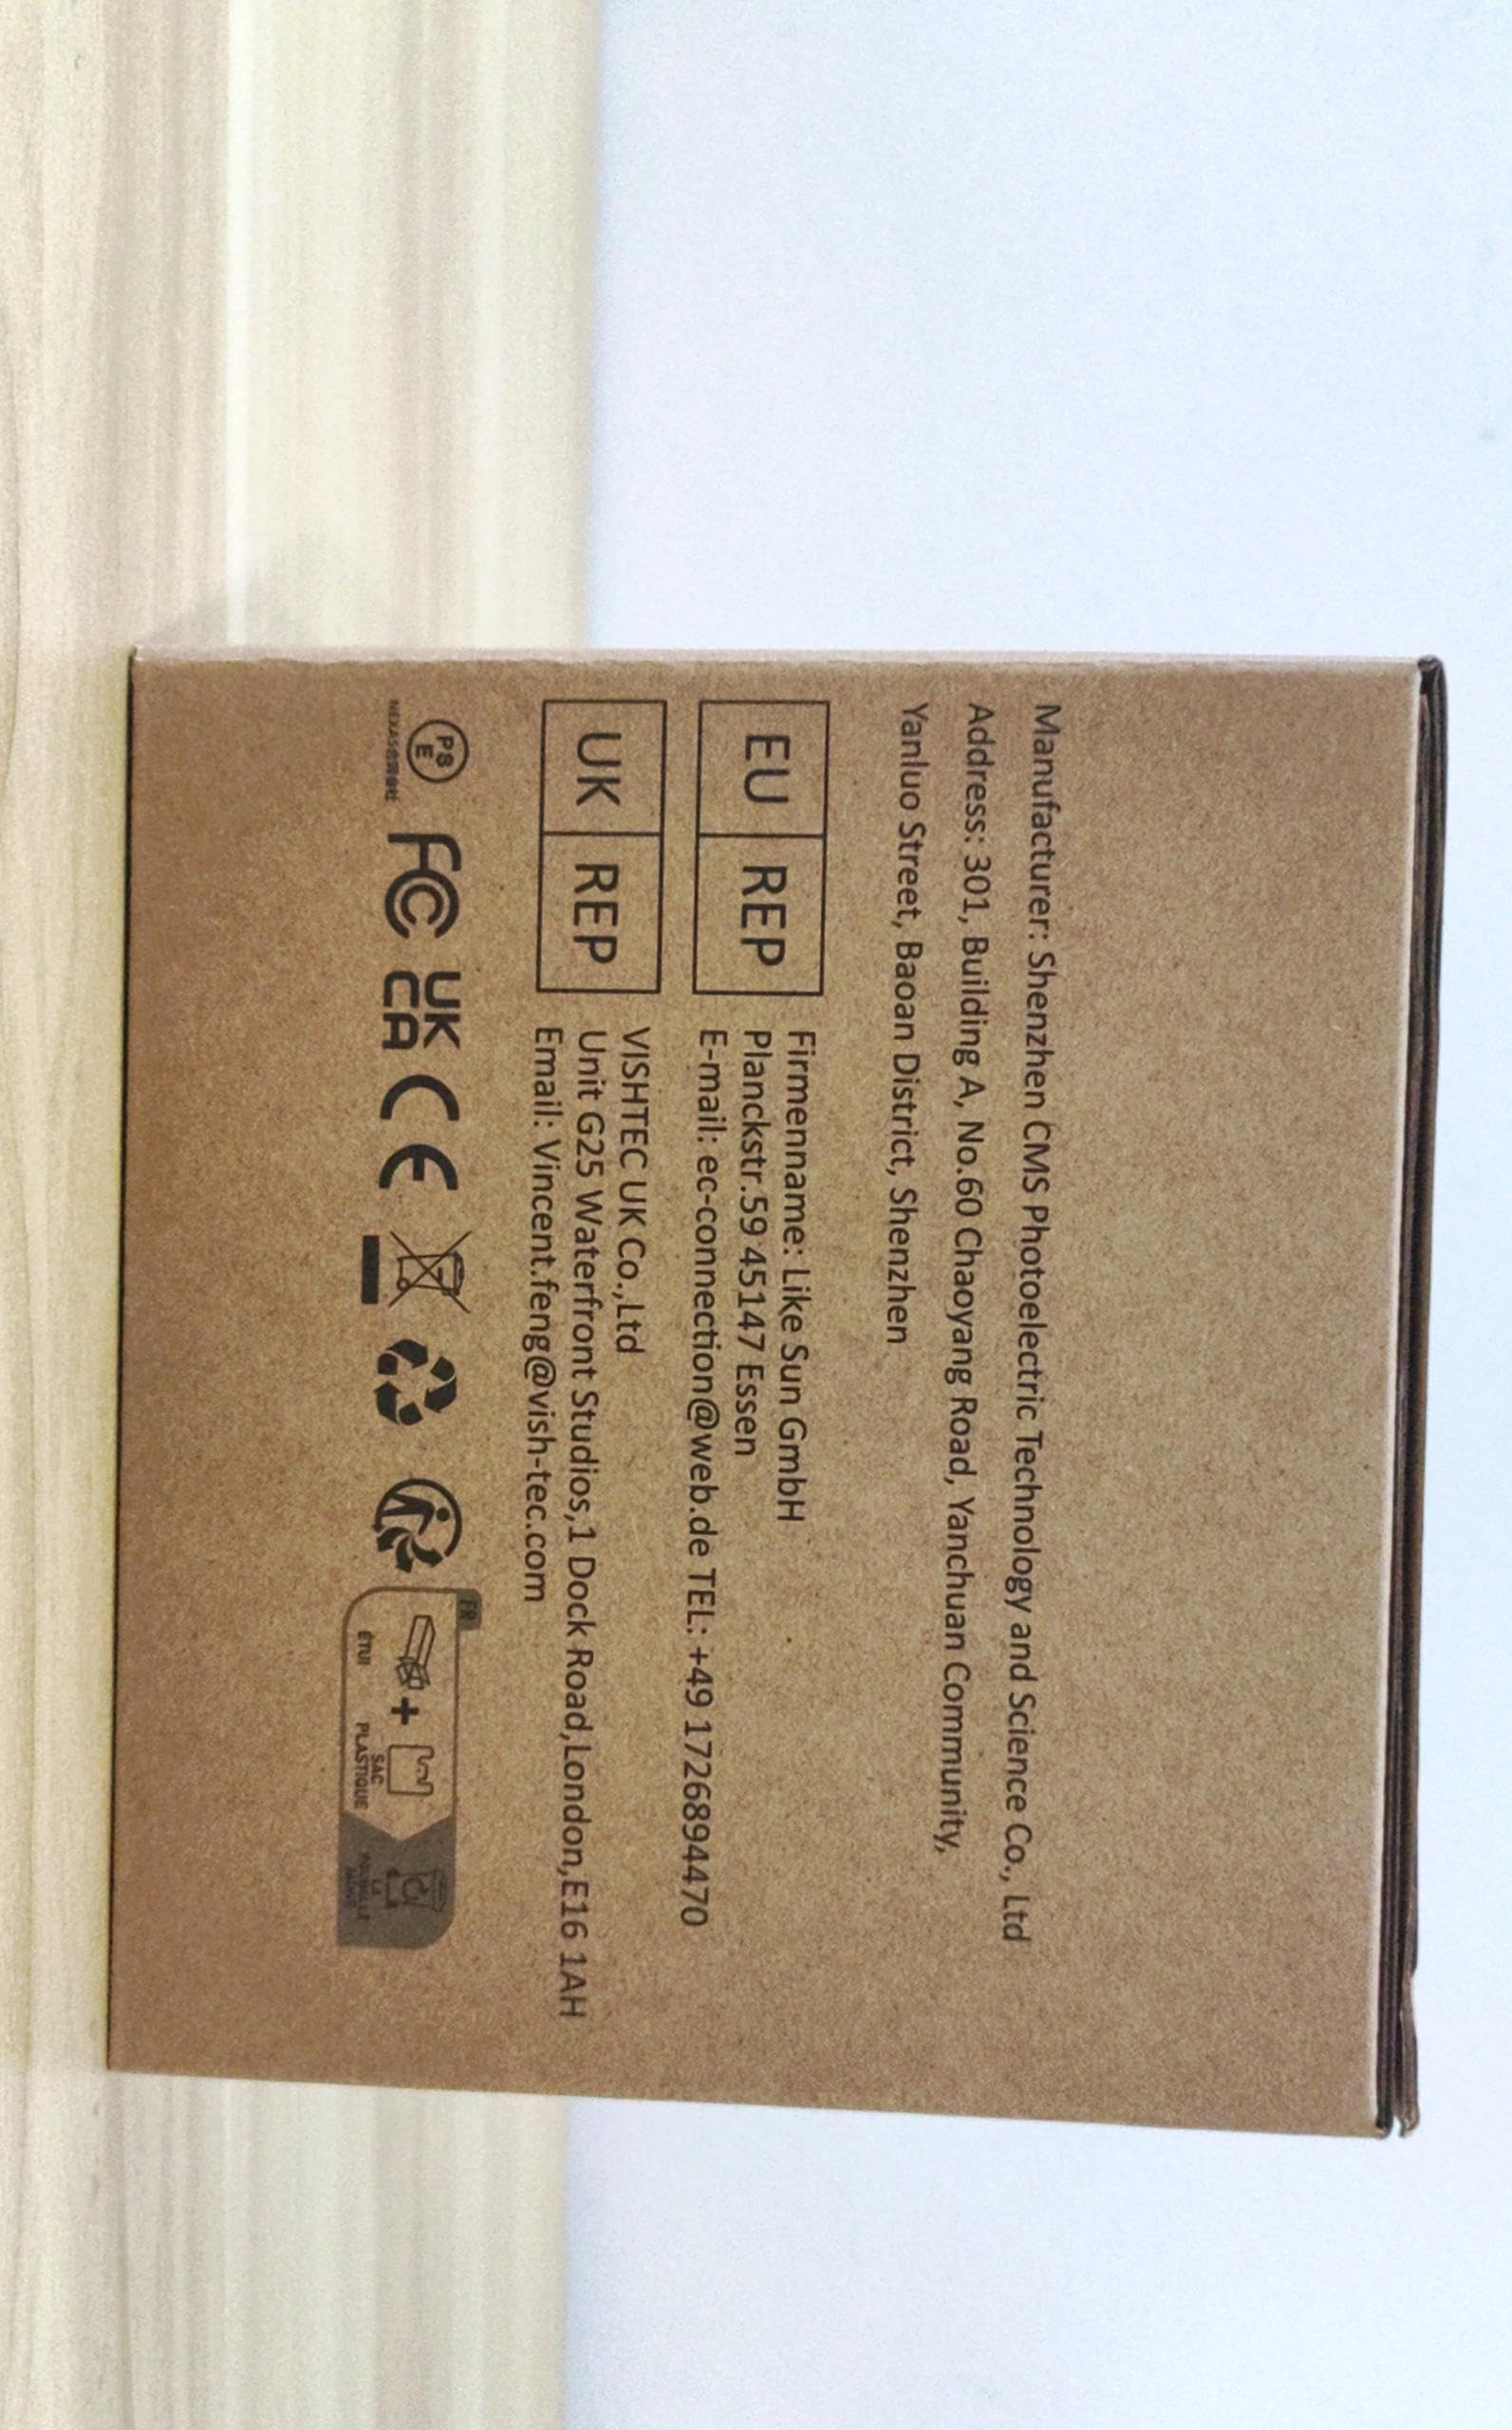 Manufacturer: Shenzhen CMS Photoelectric Technology and Science Co., Ltd
Address: 301, Building A, No.60 Chaoyang Road, Yanchuan Community,
Yanluo Street, Baoan District, Shenzhen
EU REP
Firmenname: Like Sun GmbH
Planckstr.59 45147 Essen
E-mail: ec-connection@web.de TEL: +49 1726894470
UK REP
VISHTEC UK Co.,Ltd
Unit G25 Waterfront Studios,1 Dock Road,London,E16 1AH
Email: Vincent.feng@vish-tec.com
PS
E
FC
UK
CA
CE
FR
+
ÉTUI
SAC
PLASTIQUE